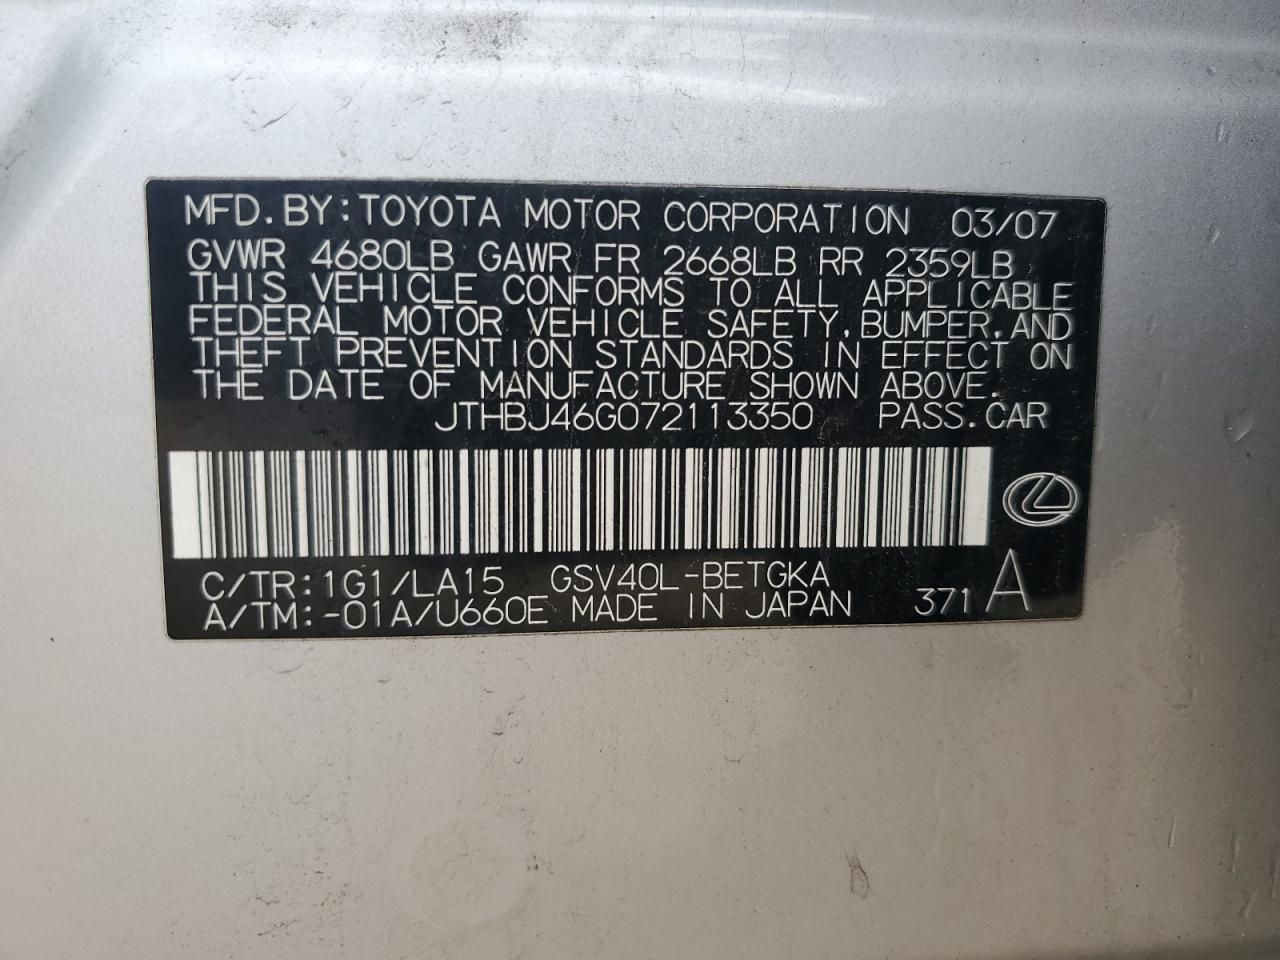 MFD. BY: TOYOTA MOTOR CORPORATION 03/07
GVWR 4680LB GAWR FR 2668LB RR 2359LB
THIS VEHICLE CONFORMS TO ALL APPLICABLE
FEDERAL MOTOR VEHICLE SAFETY, BUMPER, AND
THEFT PREVENTION STANDARDS IN EFFECT ON
THE DATE OF MANUFACTURE SHOWN ABOVE.
JTHBJ46G072113350 PASS. CAR
C/TR: 1G1/LA15 GSV40L-BETGKA
A/TM: -01A/U660E MADE IN JAPAN 371 A